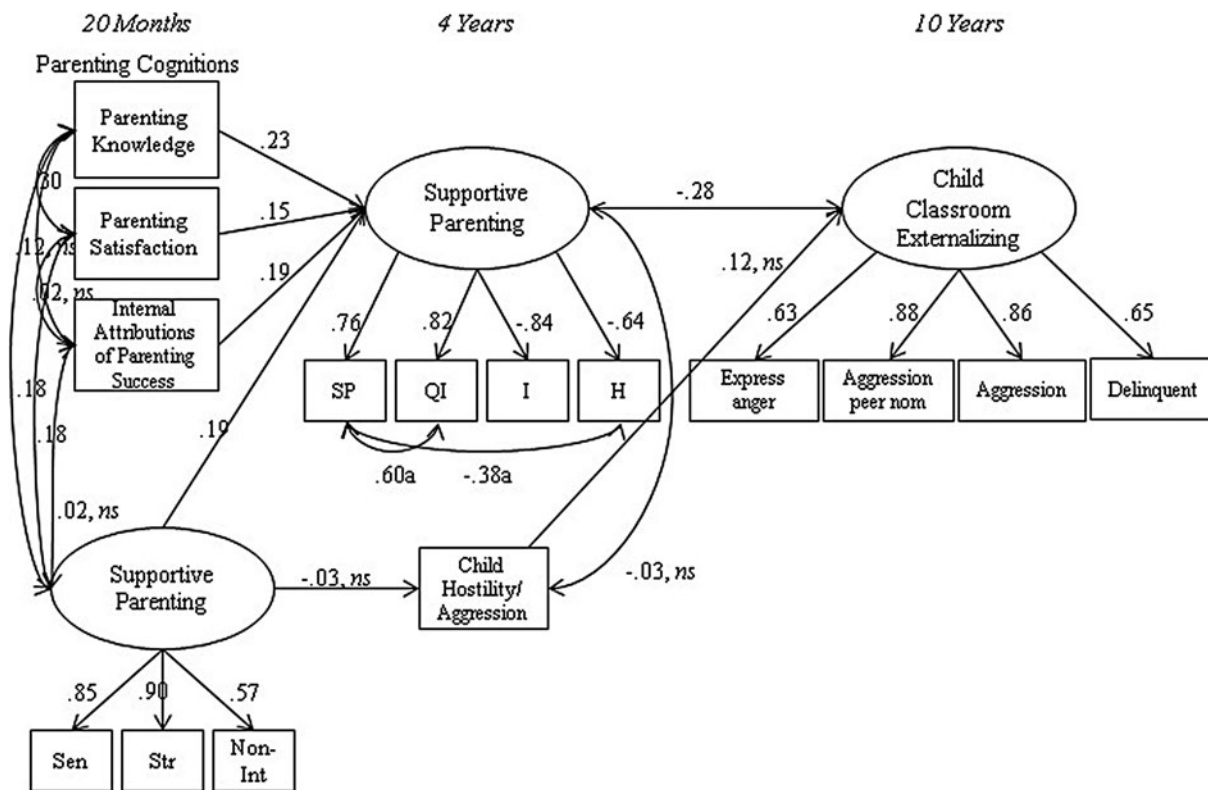 20 Months
4 Years
10 Years
Parenting Cognitions
Parenting
Knowledge
.23
.30
Parenting
Satisfaction
.15
.12, ns
.02, ns
Internal
Attributions
of Parenting
Success
.19
Supportive
Parenting
-.28
Child
Classroom
Externalizing
.12, ns
.76
.82
-.84
-.64
.63
.88
.86
.65
SP
QI
I
H
Express
anger
Aggression
peer nom
Aggression
Delinquent
.60a
-.38a
.18
.18
.02, ns
.19
Supportive
Parenting
-.03, ns
Child
Hostility/
Aggression
-.03, ns
.85
.90
.57
Sen
Str
Non-
Int